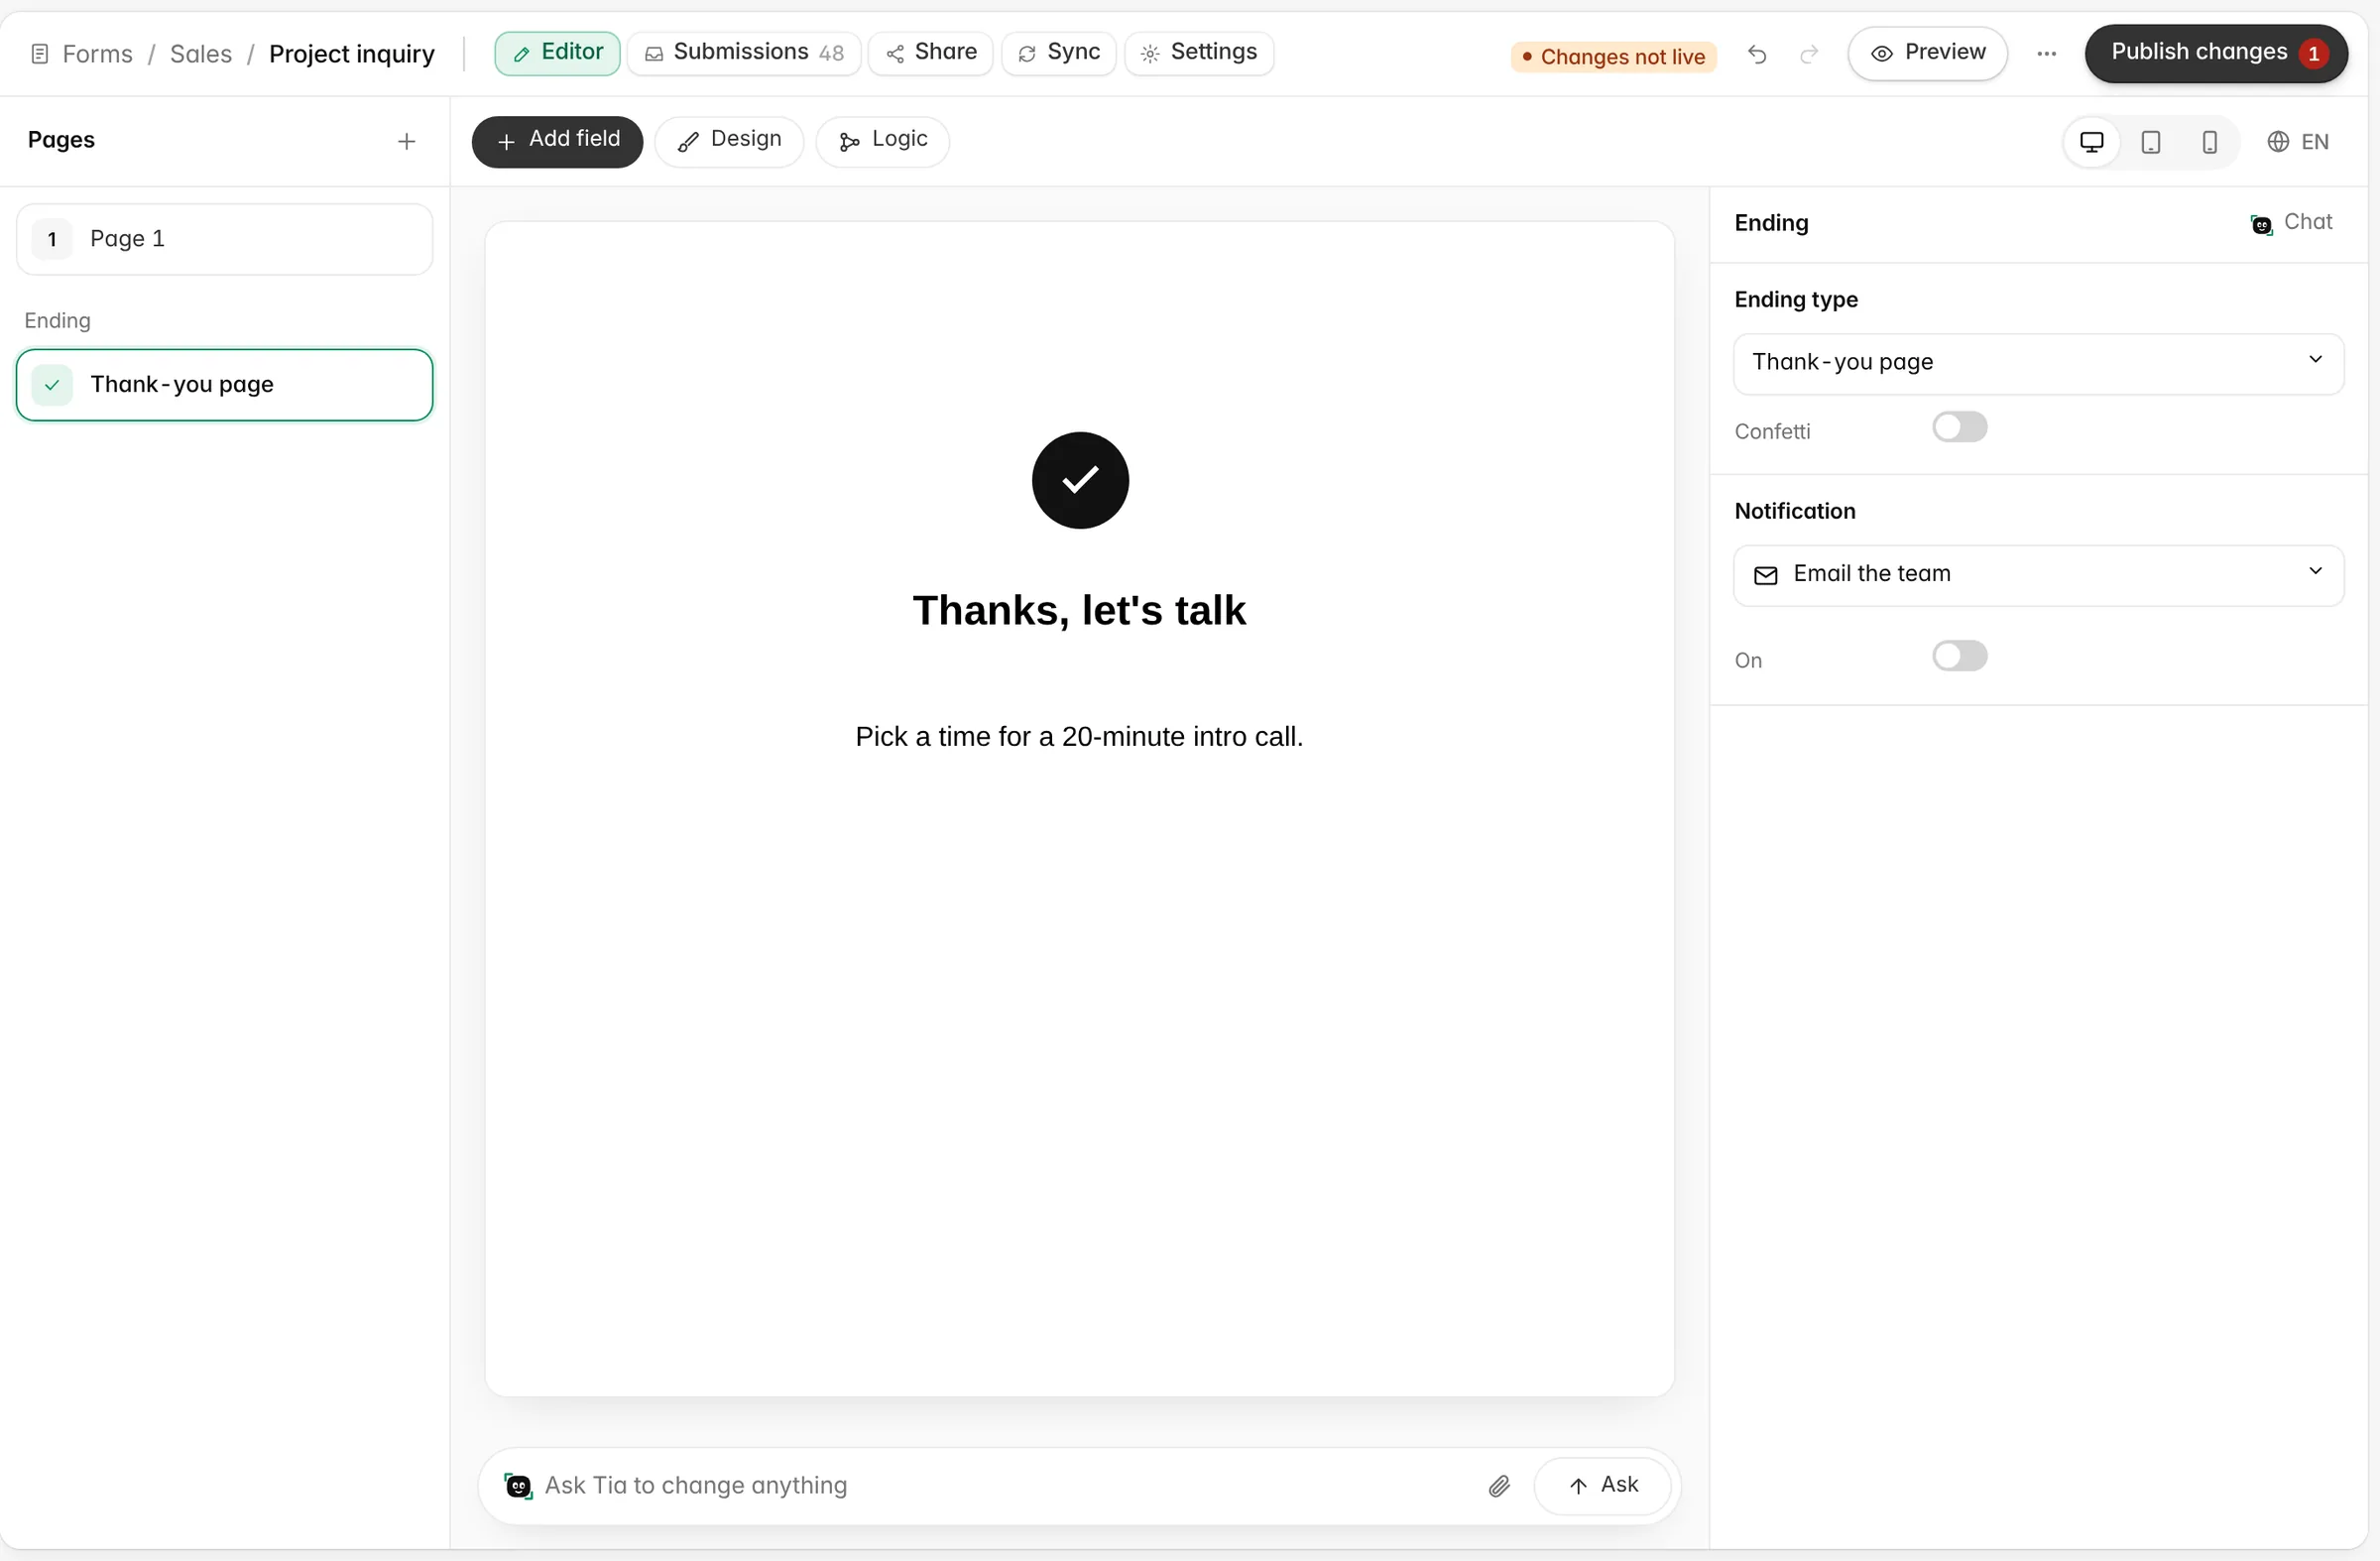 Forms / Sales / Project inquiry
Editor
Submissions 48
Share
Sync
Settings
Changes not live
Preview
Publish changes 1
Pages
Add field
Design
Logic
EN
1 Page 1
Ending
Thank-you page
Thanks, let's talk
Pick a time for a 20-minute intro call.
Ask Tia to change anything
Ask
Ending
Chat
Ending type
Thank-you page
Confetti
Notification
Email the team
On